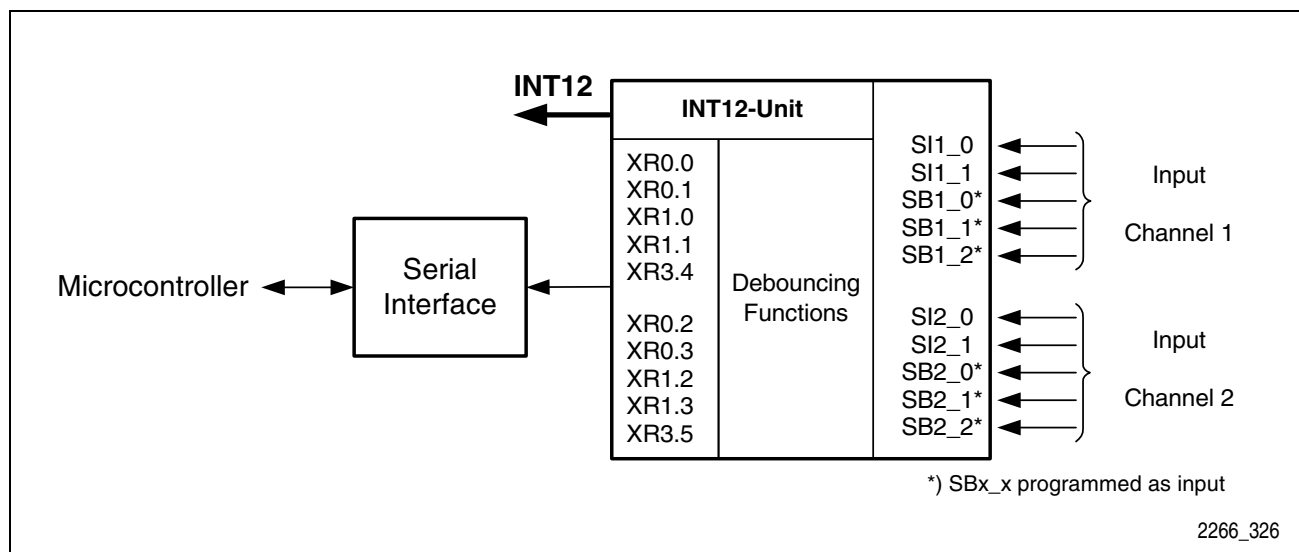 INT12
INT12-Unit
XR0.0
XR0.1
XR1.0
XR1.1
XR3.4
XR0.2
XR0.3
XR1.2
XR1.3
XR3.5
Debouncing
Functions
SI1_0
SI1_1
SB1_0*
SB1_1*
SB1_2*
SI2_0
SI2_1
SB2_0*
SB2_1*
SB2_2*
Input
Channel 1
Input
Channel 2
Microcontroller
Serial
Interface
*) SBx_x programmed as input
2266_326